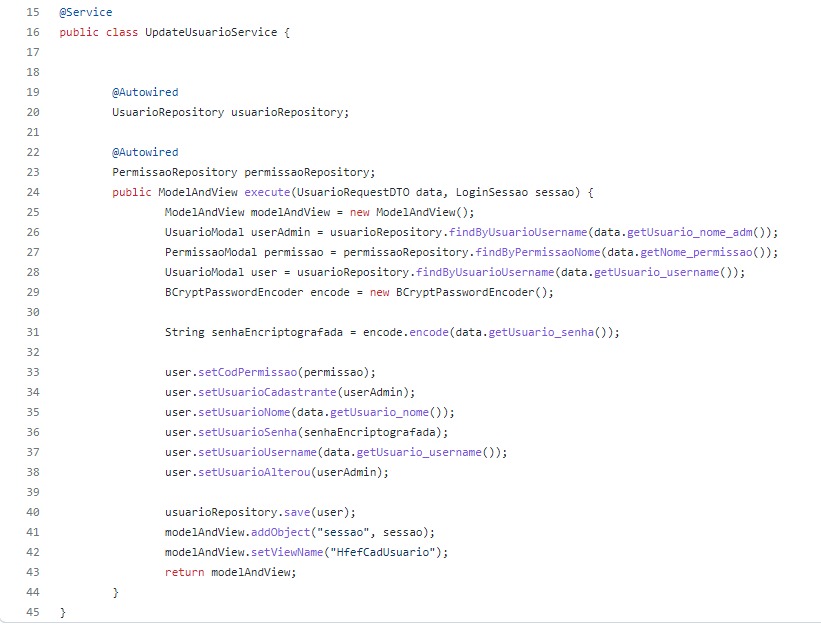 15 @Service
16 public class UpdateUsuarioService {
17
18
19 @Autowired
20 UsuarioRepository usuarioRepository;
21
22 @Autowired
23 PermissaoRepository permissaoRepository;
24 public ModelAndView execute(UsuarioRequestDTO data, LoginSessao sessao) {
25 ModelAndView modelAndView = new ModelAndView();
26 UsuarioModal userAdmin = usuarioRepository.findByUsuarioUsername(data.getUsuario_nome_adm());
27 PermissaoModal permissao = permissaoRepository.findByPermissaoNome(data.getNome_permissao());
28 UsuarioModal user = usuarioRepository.findByUsuarioUsername(data.getUsuario_username());
29 BCryptPasswordEncoder encode = new BCryptPasswordEncoder();
30
31 String senhaEncriptografada = encode.encode(data.getUsuario_senha());
32
33 user.setCodPermissao(permissao);
34 user.setUsuarioCadastrante(userAdmin);
35 user.setUsuarioNome(data.getUsuario_nome());
36 user.setUsuarioSenha(senhaEncriptografada);
37 user.setUsuarioUsername(data.getUsuario_username());
38 user.setUsuarioAlterou(userAdmin);
39
40 usuarioRepository.save(user);
41 modelAndView.addObject("sessao", sessao);
42 modelAndView.setViewName("HfefCadUsuario");
43 return modelAndView;
44 }
45 }